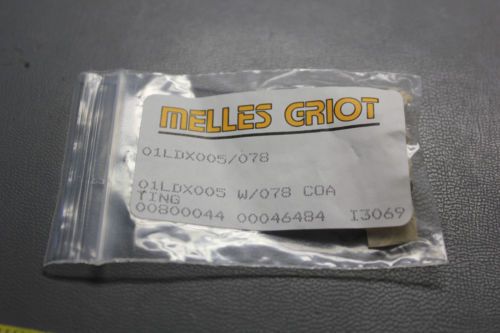 MELLES GRIOT
01LDX005/078
01LDX005 W/078 COA
TING
00800044 00046484 I3069